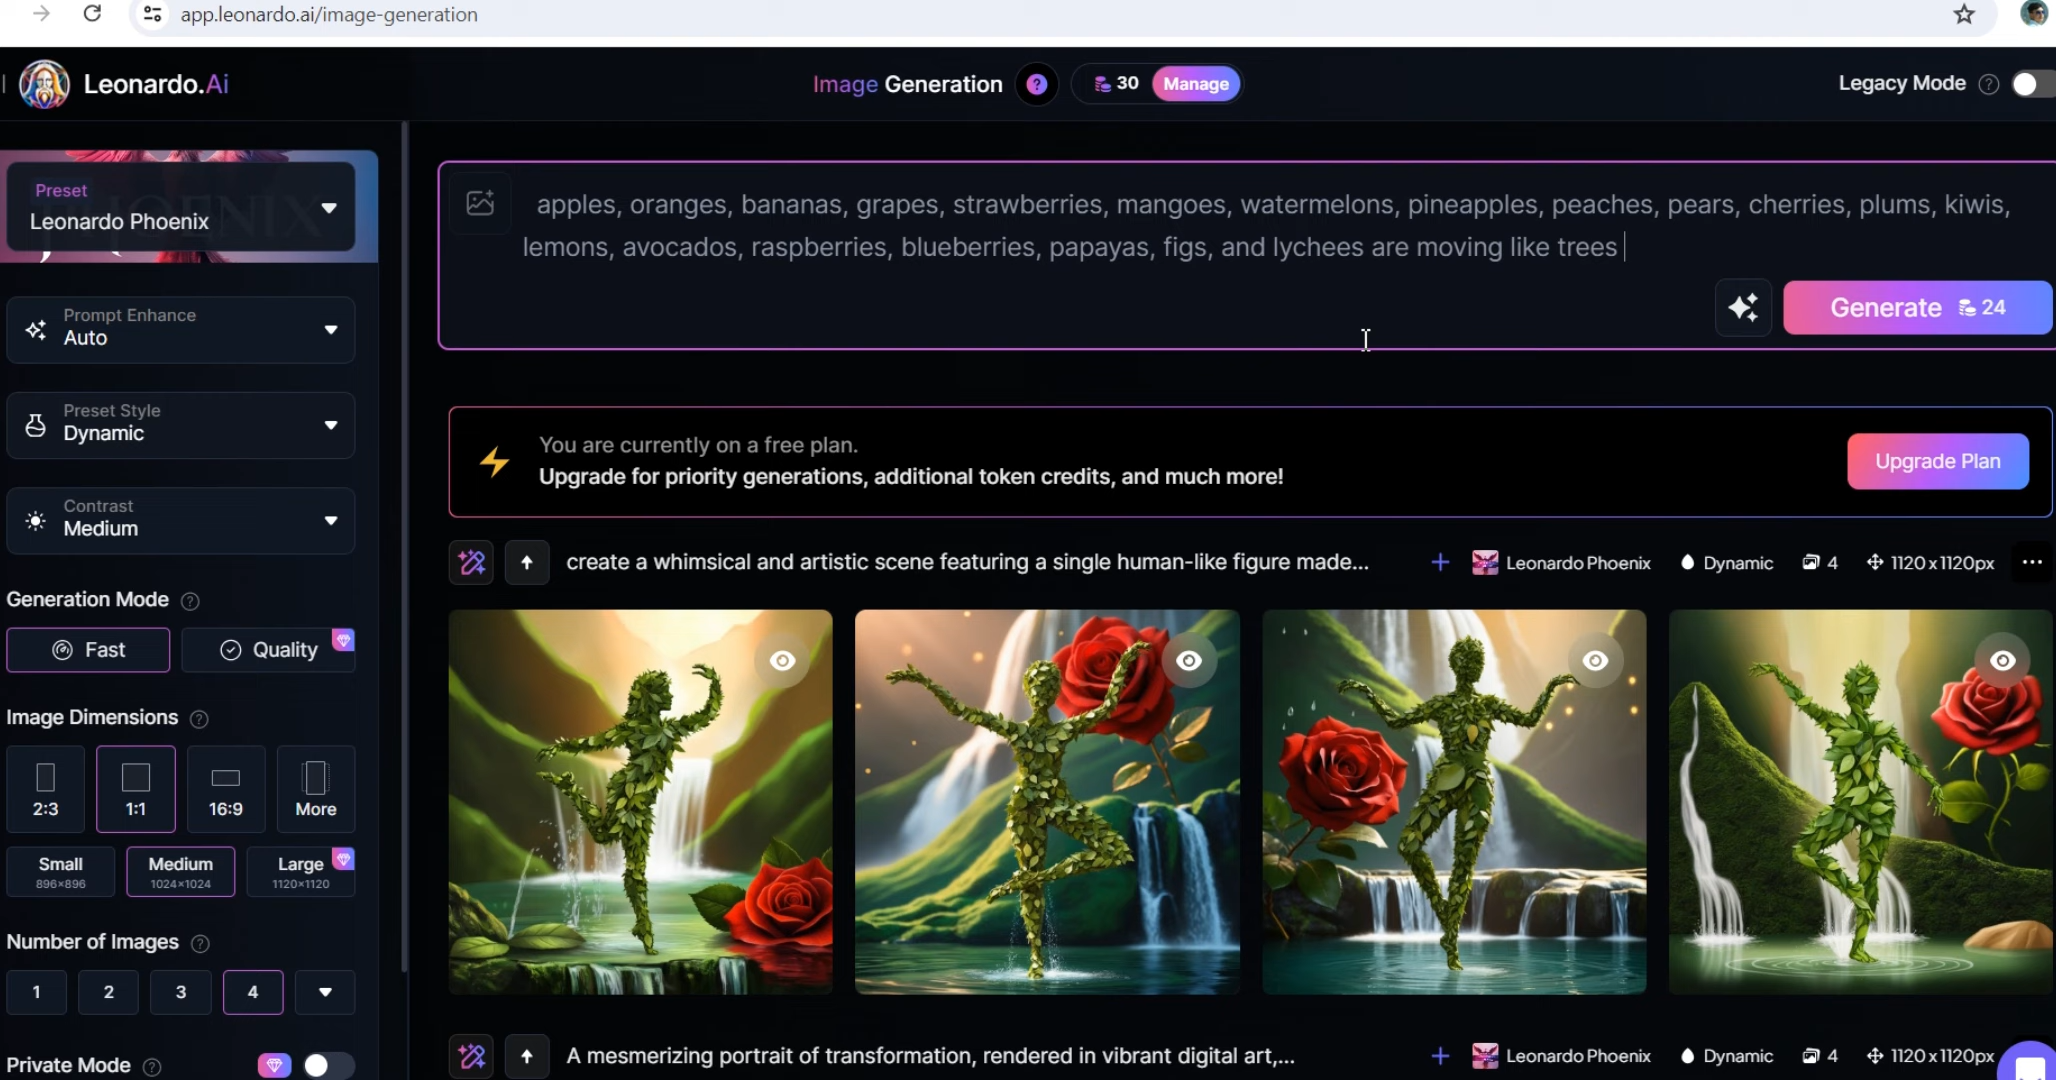 app.leonardo.ai/image-generation
Leonardo.Ai
Image Generation
?
30
Manage
Legacy Mode
?
Preset
Leonardo Phoenix
apples, oranges, bananas, grapes, strawberries, mangoes, watermelons, pineapples, peaches, pears, cherries, plums, kiwis,
lemons, avocados, raspberries, blueberries, papayas, figs, and lychees are moving like trees
Generate 24
Prompt Enhance
Auto
Preset Style
Dynamic
Contrast
Medium
You are currently on a free plan.
Upgrade for priority generations, additional token credits, and much more!
Upgrade Plan
create a whimsical and artistic scene featuring a single human-like figure made...
Leonardo Phoenix
Dynamic
4
1120 x 1120px
Generation Mode ?
Fast
Quality
Image Dimensions ?
2:3
1:1
16:9
More
Small
896×896
Medium
1024×1024
Large
1120×1120
Number of Images ?
1
2
3
4
Private Mode ?
A mesmerizing portrait of transformation, rendered in vibrant digital art,...
Leonardo Phoenix
Dynamic
4
1120 x 1120px